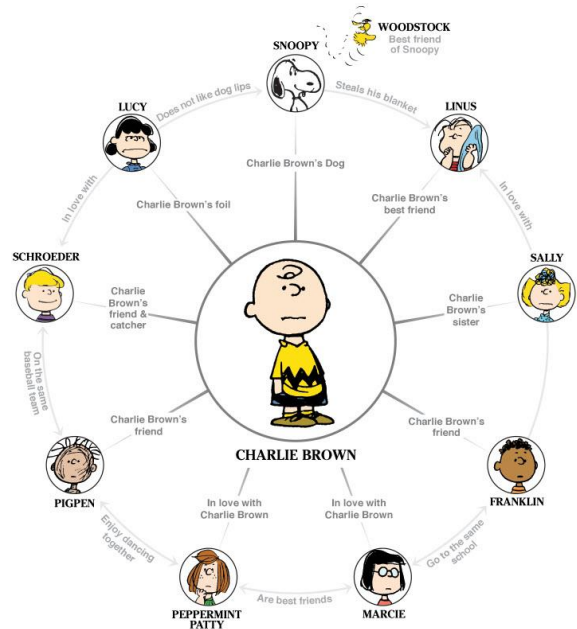 WOODSTOCK
Best friend
of Snoopy
SNOOPY
Does not like dog lips
Steals his blanket
LUCY
LINUS
Charlie Brown's Dog
Charlie Brown's foil
Charlie Brown's
best friend
In love with
In love with
SCHROEDER
SALLY
Charlie
Brown's
friend &
catcher
Charlie
Brown's
sister
On the same
baseball team
Charlie Brown's
friend
Charlie Brown's
friend
CHARLIE BROWN
PIGPEN
FRANKLIN
In love with
Charlie Brown
In love with
Charlie Brown
Enjoy dancing
together
Go to the same
school
Are best friends
PEPPERMINT
PATTY
MARCIE